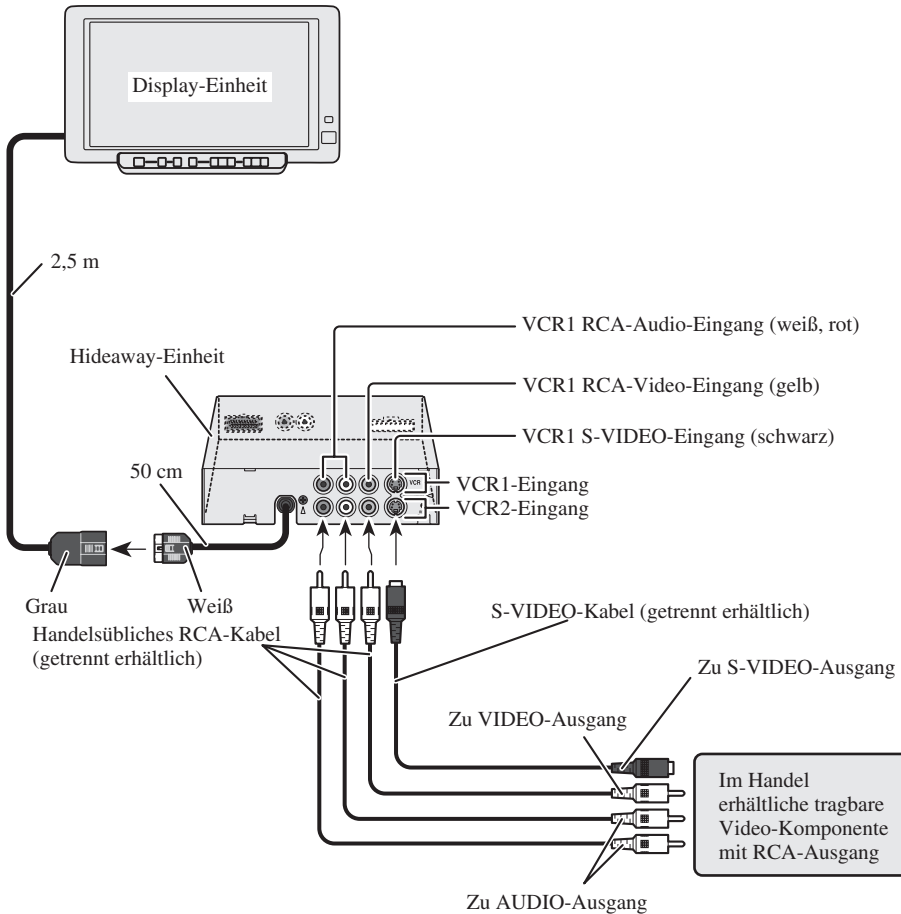 Display-Einheit
2,5 m
VCR1 RCA-Audio-Eingang (weiß, rot)
Hideaway-Einheit
VCR1 RCA-Video-Eingang (gelb)
VCR1 S-VIDEO-Eingang (schwarz)
50 cm
VCR
VCR1-Eingang
VCR2-Eingang
Grau
Weiß
Handelsübliches RCA-Kabel
(getrennt erhältlich)
S-VIDEO-Kabel (getrennt erhältlich)
Zu S-VIDEO-Ausgang
Zu VIDEO-Ausgang
Im Handel
erhältliche tragbare
Video-Komponente
mit RCA-Ausgang
Zu AUDIO-Ausgang